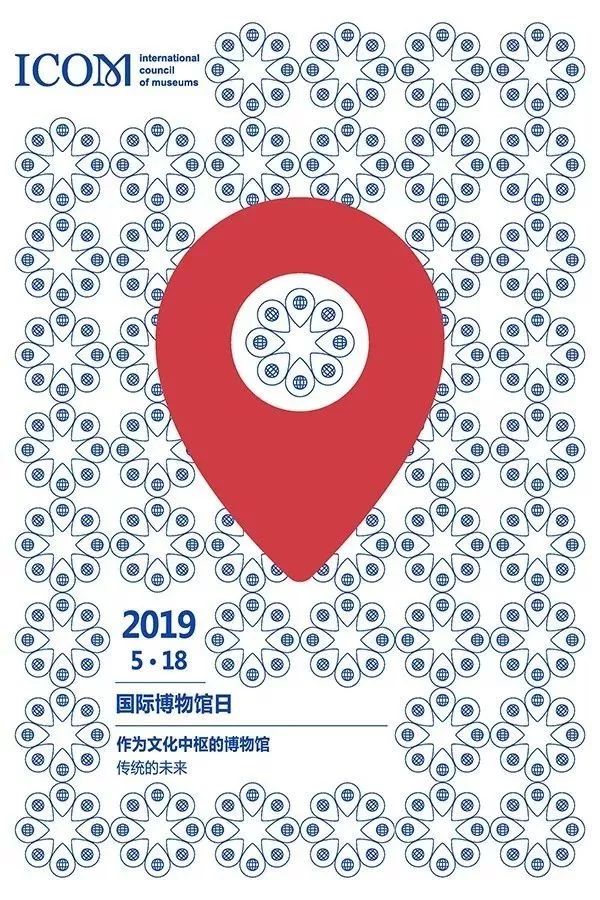 ICOM
international
council
of museums
2019
5·18
国际博物馆日
作为文化中枢的博物馆
传统的未来